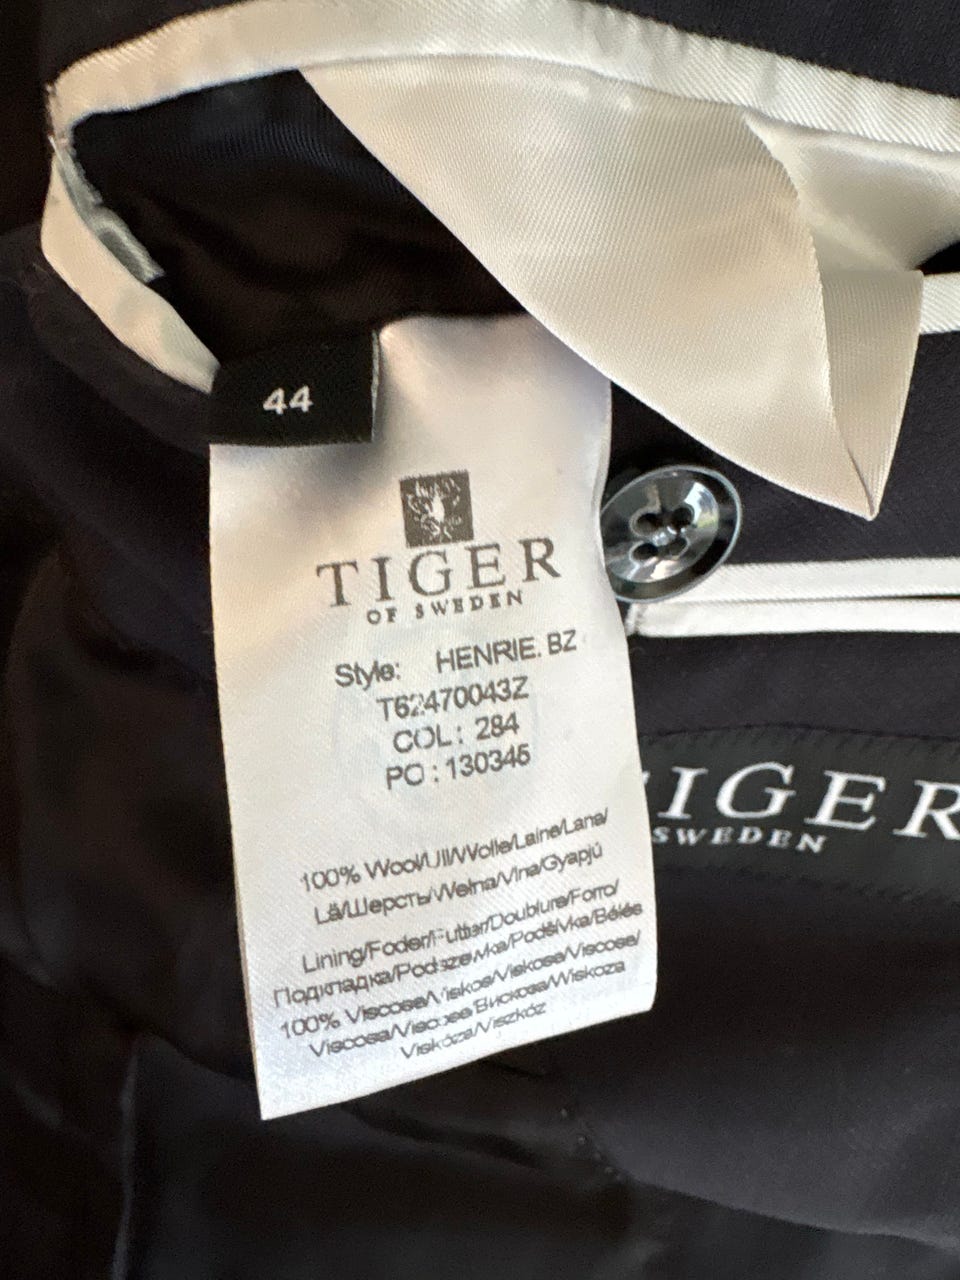 44
TIGER
OF SWEDEN
Style: HENRIE.BZ
T62470043Z
COL: 284
PO: 130345
100% Wool/Ull/Wolle/Laine/Lana/
Lã/Шерсть/Wełna/Vlna/Gyapjú
Lining/Foder/Futter/Doublure/Forro/
Подкладка/Podszewka/Podšívka/Bélés
100% Viscose/Viskos/Viskose/Viscose/
Viscosa/Viscose/Вискоза/Wiskoza
Viskóza/Viszkóz
TIGER
SWEDEN